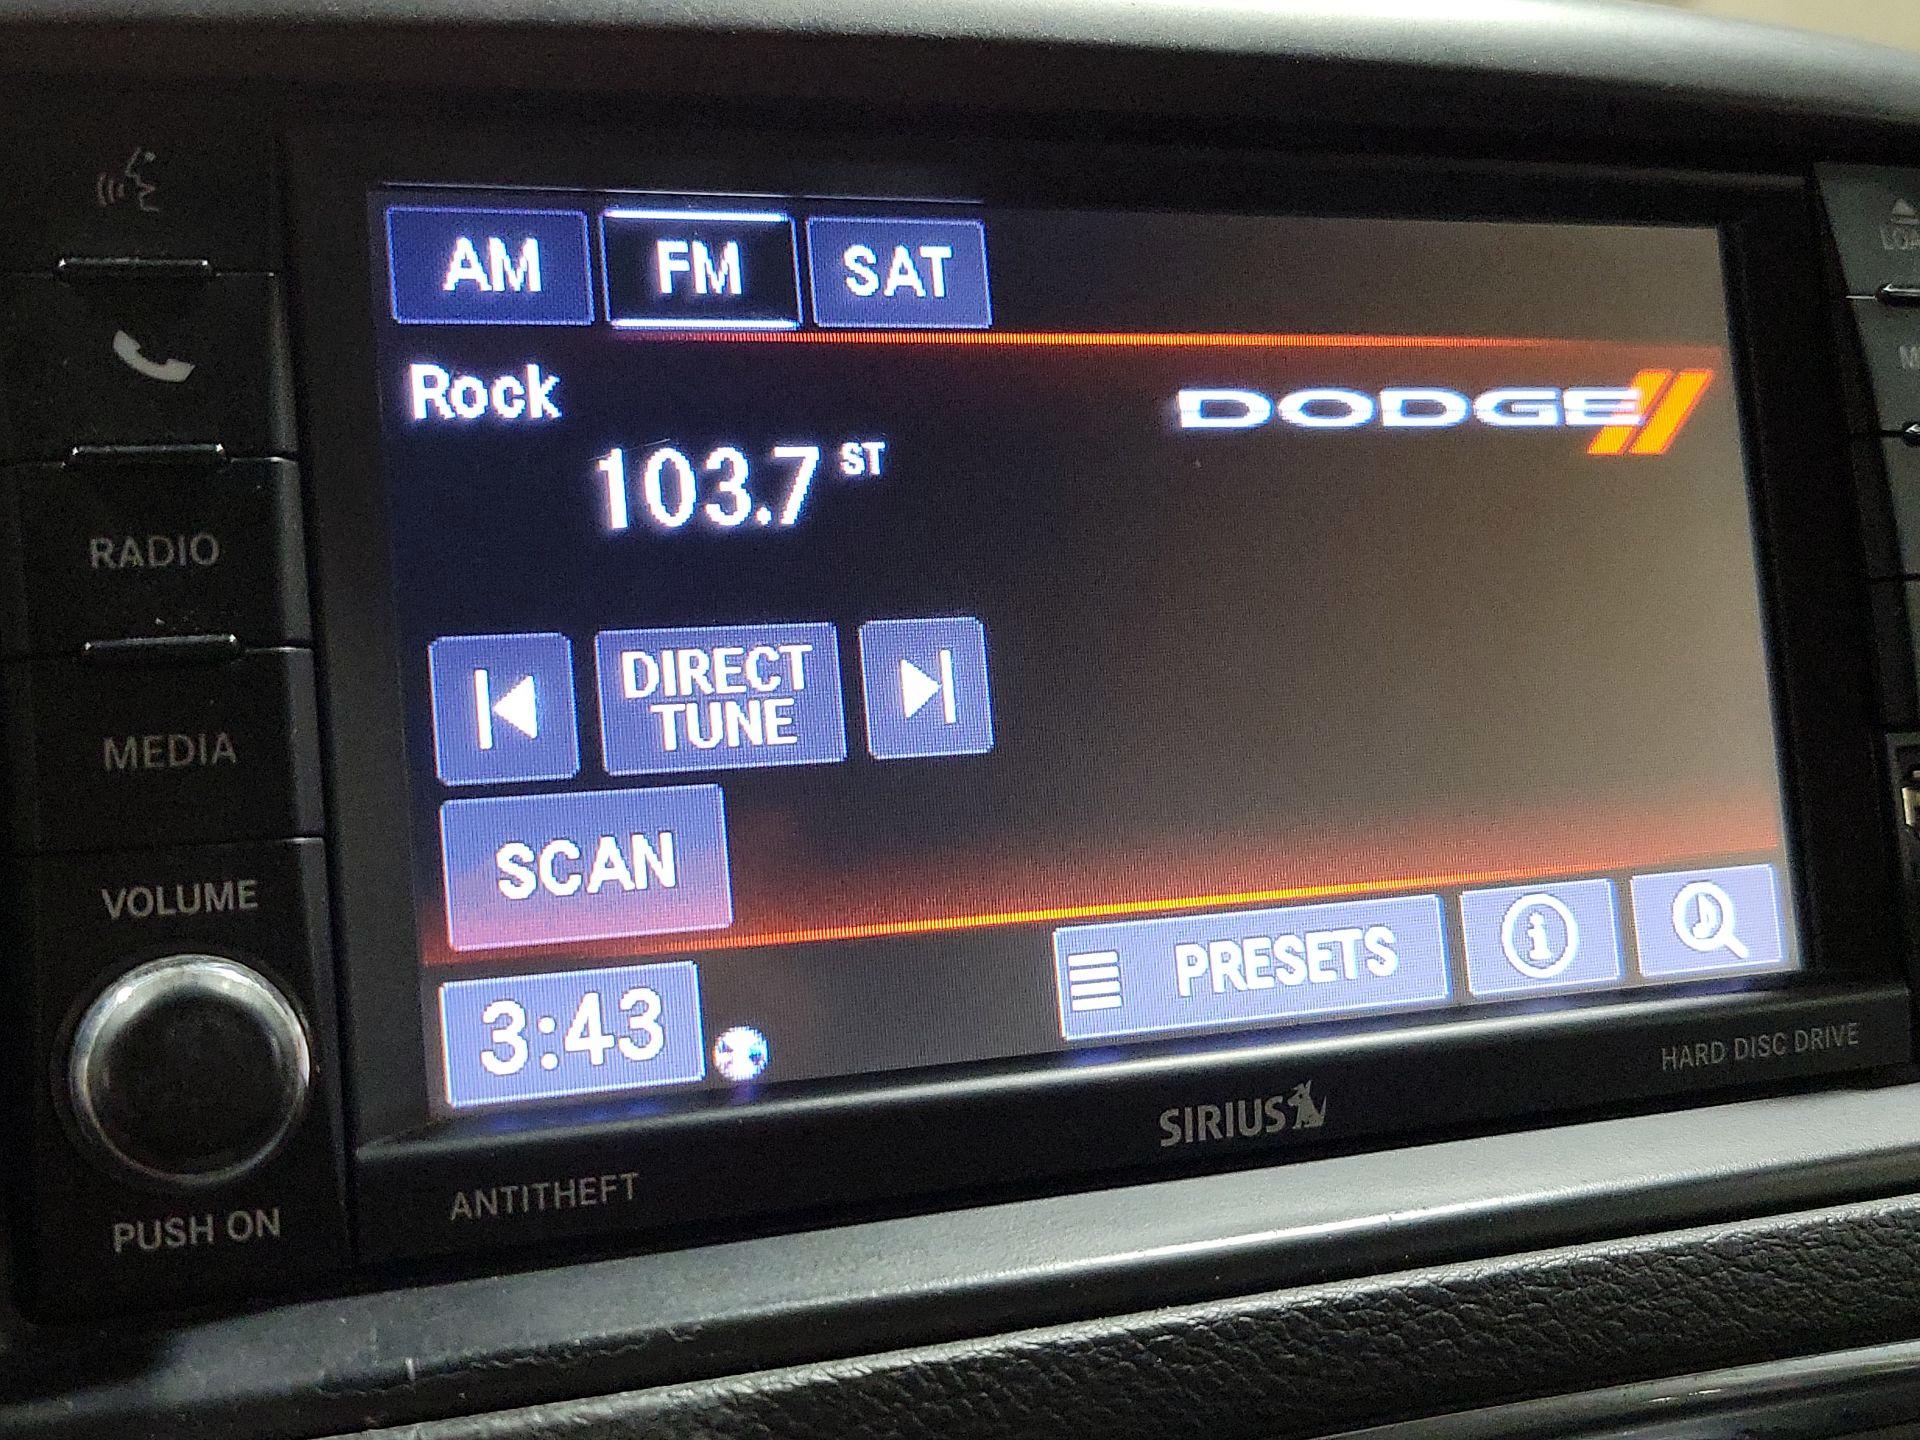 AM FM SAT
Rock
DODGE
103.7 ST
RADIO
DIRECT
TUNE
MEDIA
SCAN
VOLUME
PRESETS
3:43
HARD DISC DRIVE
SIRIUS
ANTITHEFT
PUSH ON